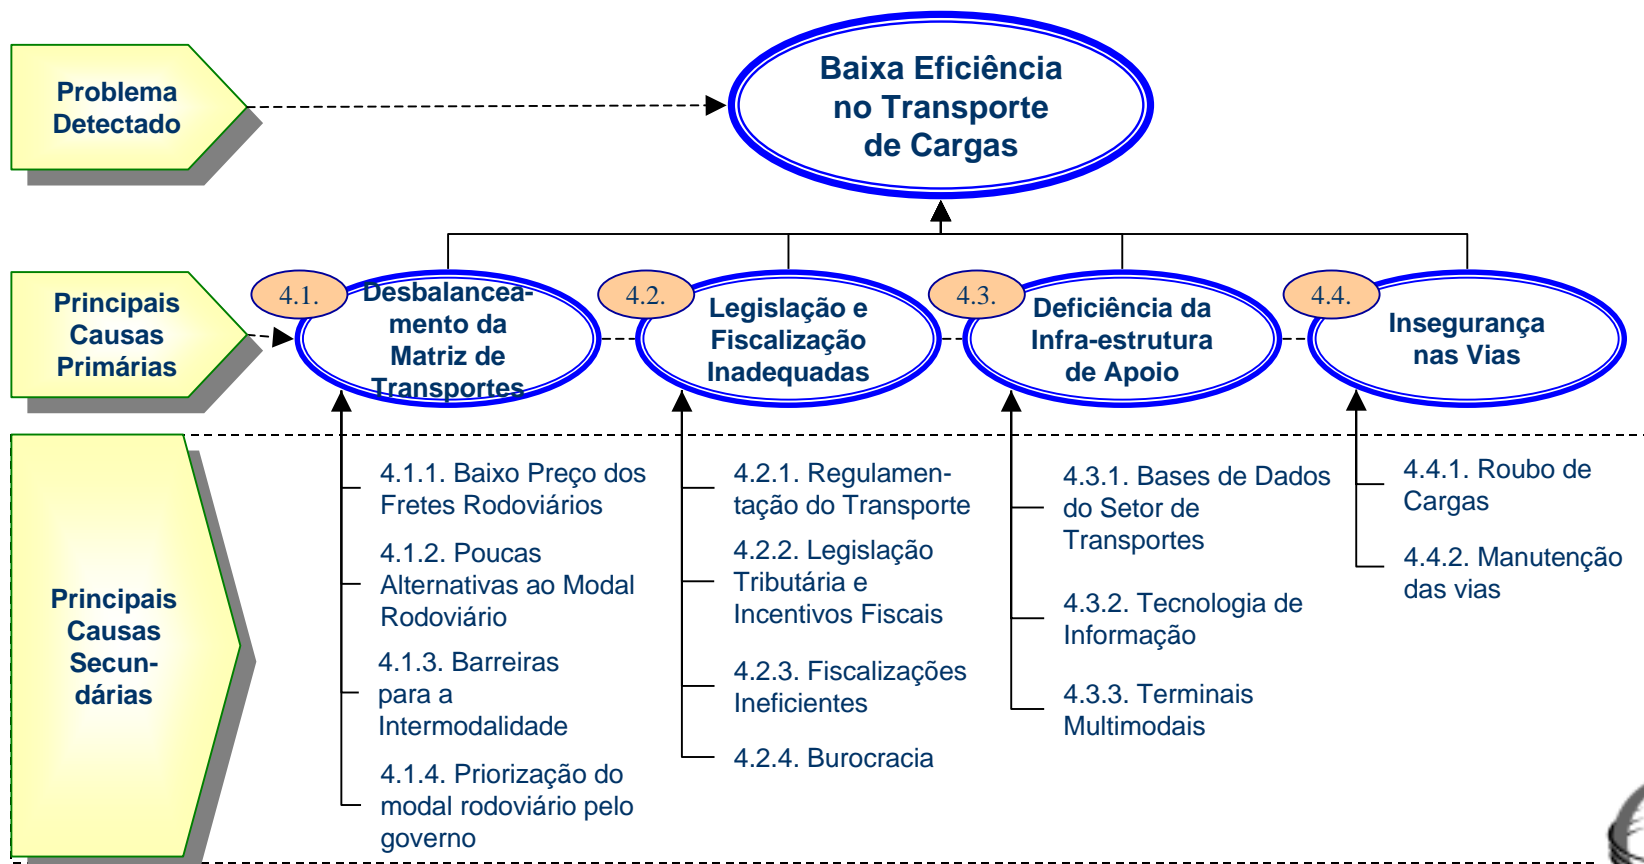 Problema
Detectado
Baixa Eficiência
no Transporte
de Cargas
Principais
Causas
Primárias
4.1.
Desbalancea-
mento da
Matriz de
Transportes
4.2.
Legislação e
Fiscalização
Inadequadas
4.3.
Deficiência da
Infra-estrutura
de Apoio
4.4.
Insegurança
nas Vias
Principais
Causas
Secun-
dárias
4.1.1. Baixo Preço dos
Fretes Rodoviários
4.1.2. Poucas
Alternativas ao Modal
Rodoviário
4.1.3. Barreiras
para a
Intermodalidade
4.1.4. Priorização do
modal rodoviário pelo
governo
4.2.1. Regulamen-
tação do Transporte
4.2.2. Legislação
Tributária e
Incentivos Fiscais
4.2.3. Fiscalizações
Ineficientes
4.2.4. Burocracia
4.3.1. Bases de Dados
do Setor de
Transportes
4.3.2. Tecnologia de
Informação
4.3.3. Terminais
Multimodais
4.4.1. Roubo de
Cargas
4.4.2. Manutenção
das vias